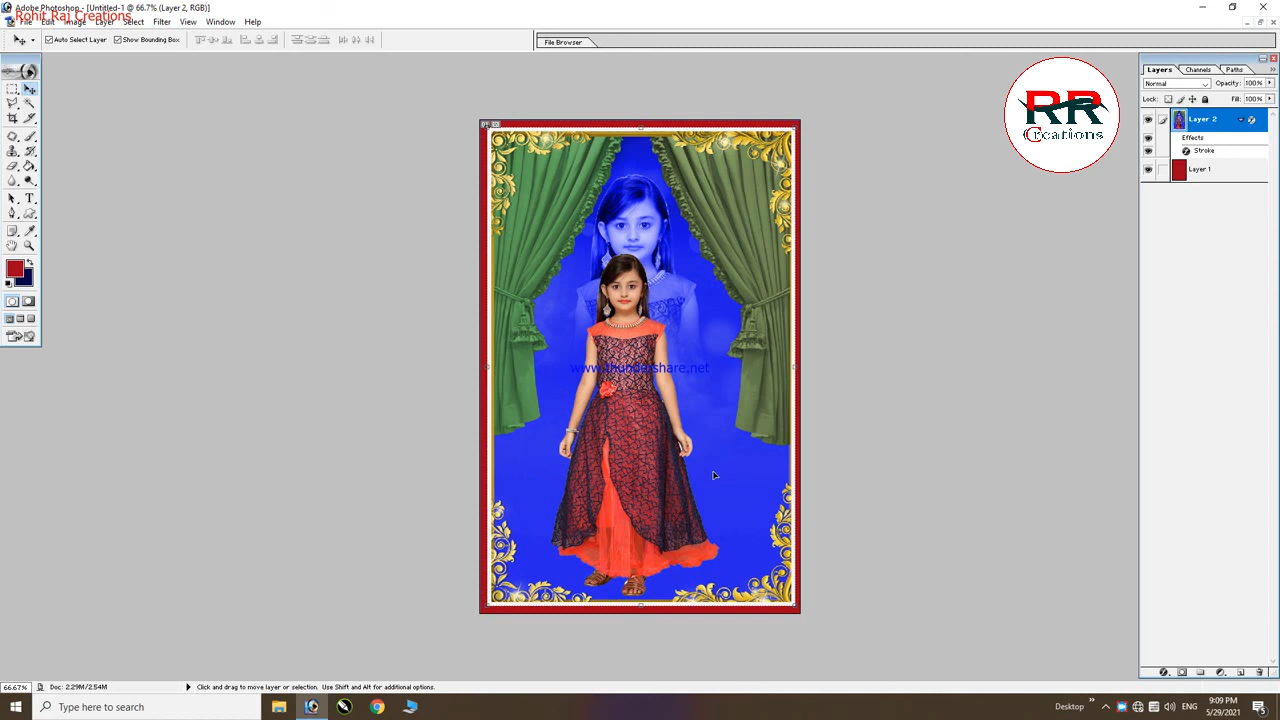 Adobe Photoshop - [Untitled-1 @ 66.7% (Layer 2, RGB)]
Rohit Raj Creations
File Edit Image Layer Select Filter View Window Help
Auto Select Layer Show Bounding Box
File Browser
Layers Channels Paths
Normal Opacity: 100%
Lock: Fill: 100%
Layer 2
Effects
Stroke
Layer 1
RR
Creations
www.thundershare.net
66.67% Doc: 2.29M/2.54M Click and drag to move layer or selection. Use Shift and Alt for additional options.
Type here to search
Desktop
ENG
9:09 PM
5/29/2021
5